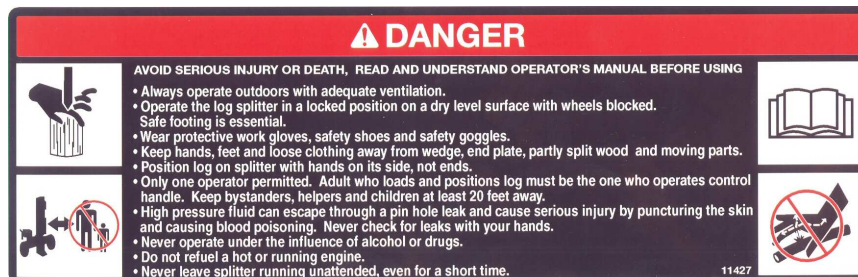 DANGER
AVOID SERIOUS INJURY OR DEATH, READ AND UNDERSTAND OPERATOR'S MANUAL BEFORE USING
• Always operate outdoors with adequate ventilation.
• Operate the log splitter in a locked position on a dry level surface with wheels blocked.
Safe footing is essential.
• Wear protective work gloves, safety shoes and safety goggles.
• Keep hands, feet and loose clothing away from wedge, end plate, partly split wood and moving parts.
• Position log on splitter with hands on its side, not ends.
• Only one operator permitted. Adult who loads and positions log must be the one who operates control
handle. Keep bystanders, helpers and children at least 20 feet away.
• High pressure fluid can escape through a pin hole leak and cause serious injury by puncturing the skin
and causing blood poisoning. Never check for leaks with your hands.
• Never operate under the influence of alcohol or drugs.
• Do not refuel a hot or running engine.
• Never leave splitter running unattended, even for a short time.
11427